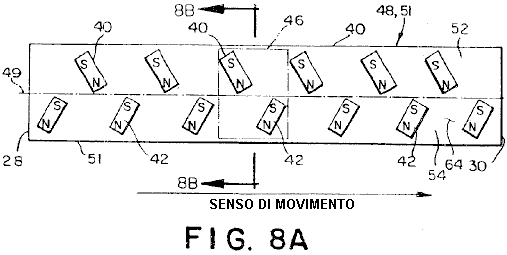 8B 46
40 40 40 48,51
S S S S S S 52
N N N N N N
49
S S S S S S S
N N N N N N N
28 51 42 42 42 54 64 30
8B
SENSO DI MOVIMENTO
FIG. 8A